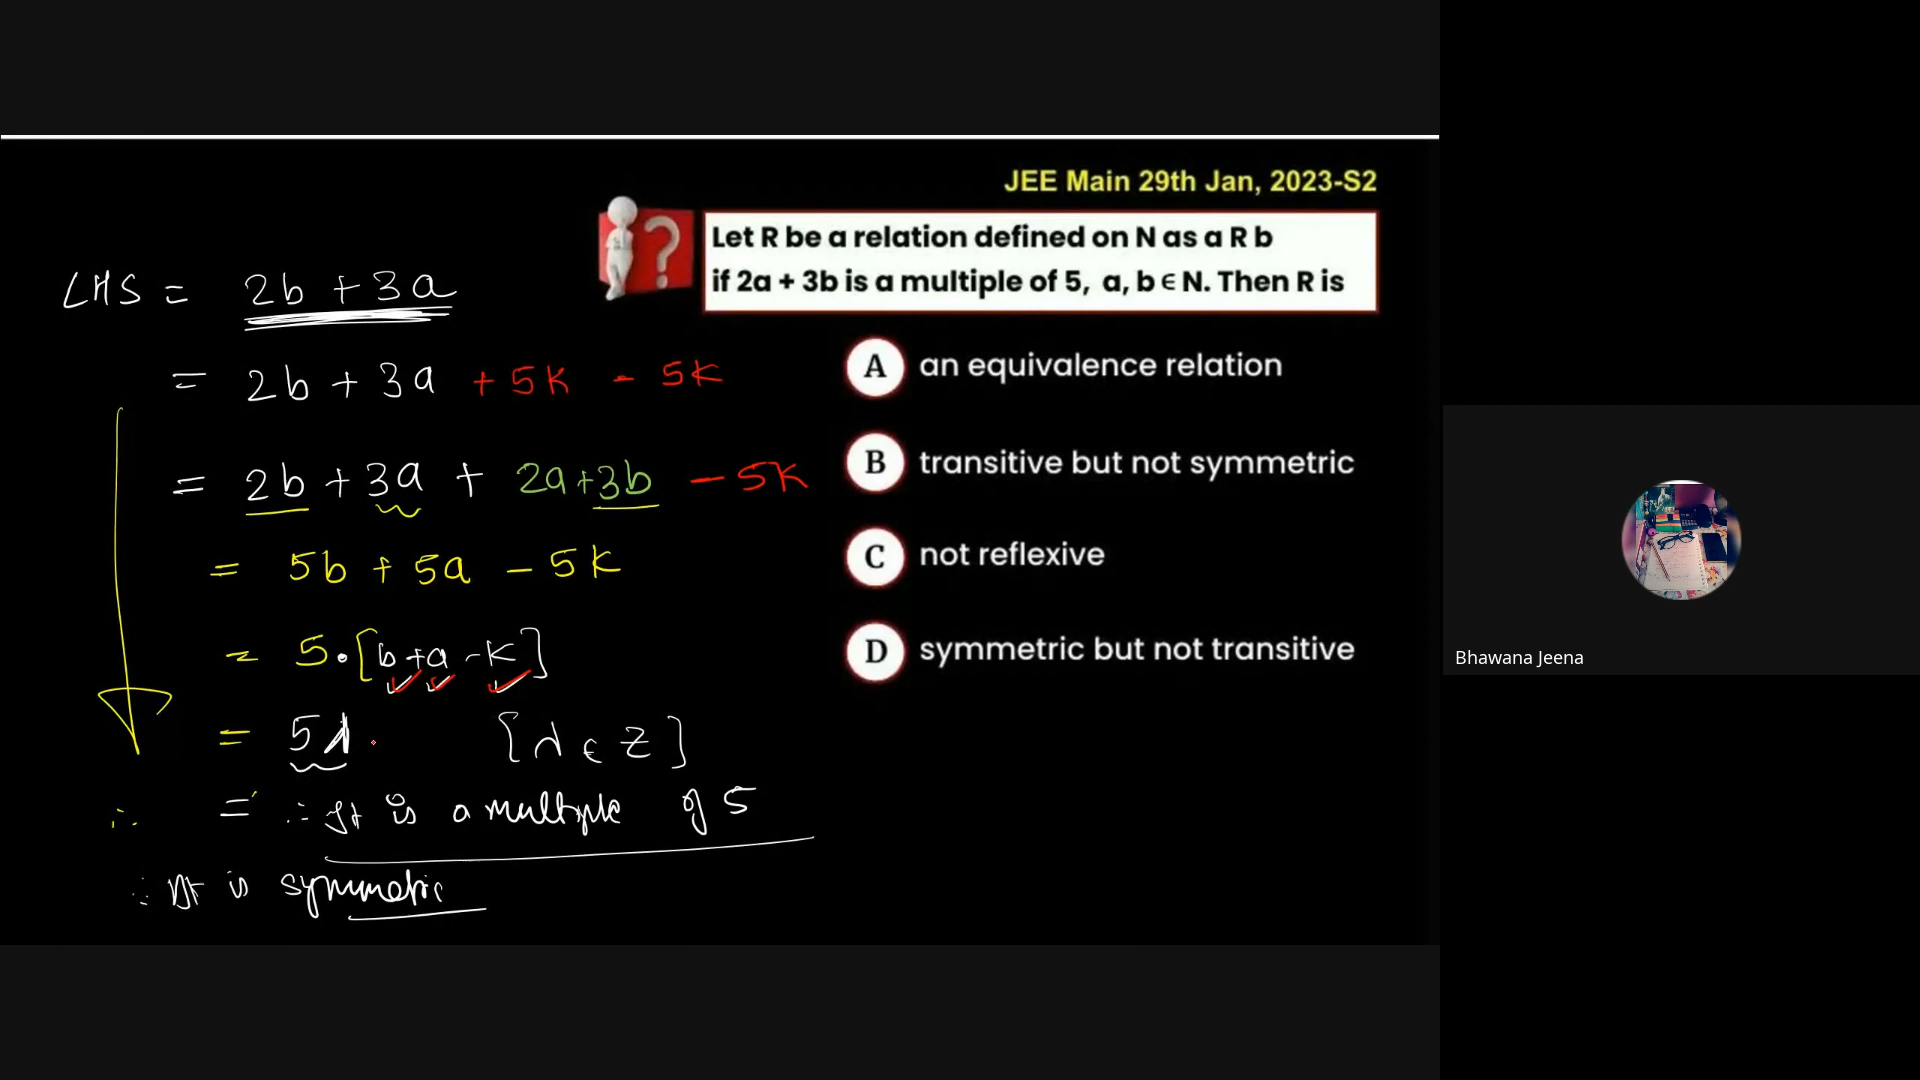 JEE Main 29th Jan, 2023-S2
Let R be a relation defined on N as a R b
if 2a + 3b is a multiple of 5, a, b ∈ N. Then R is
A an equivalence relation
B transitive but not symmetric
C not reflexive
D symmetric but not transitive
LHS = 2b + 3a
= 2b + 3a + 5k - 5k
= 2b + 3a + 2a+3b - 5k
= 5b + 5a - 5k
= 5·[b+a-k]
= 5λ. [λ ∈ Z]
∴ = ∴ It is a multiple of 5
∴ It is symmetric
Bhawana Jeena